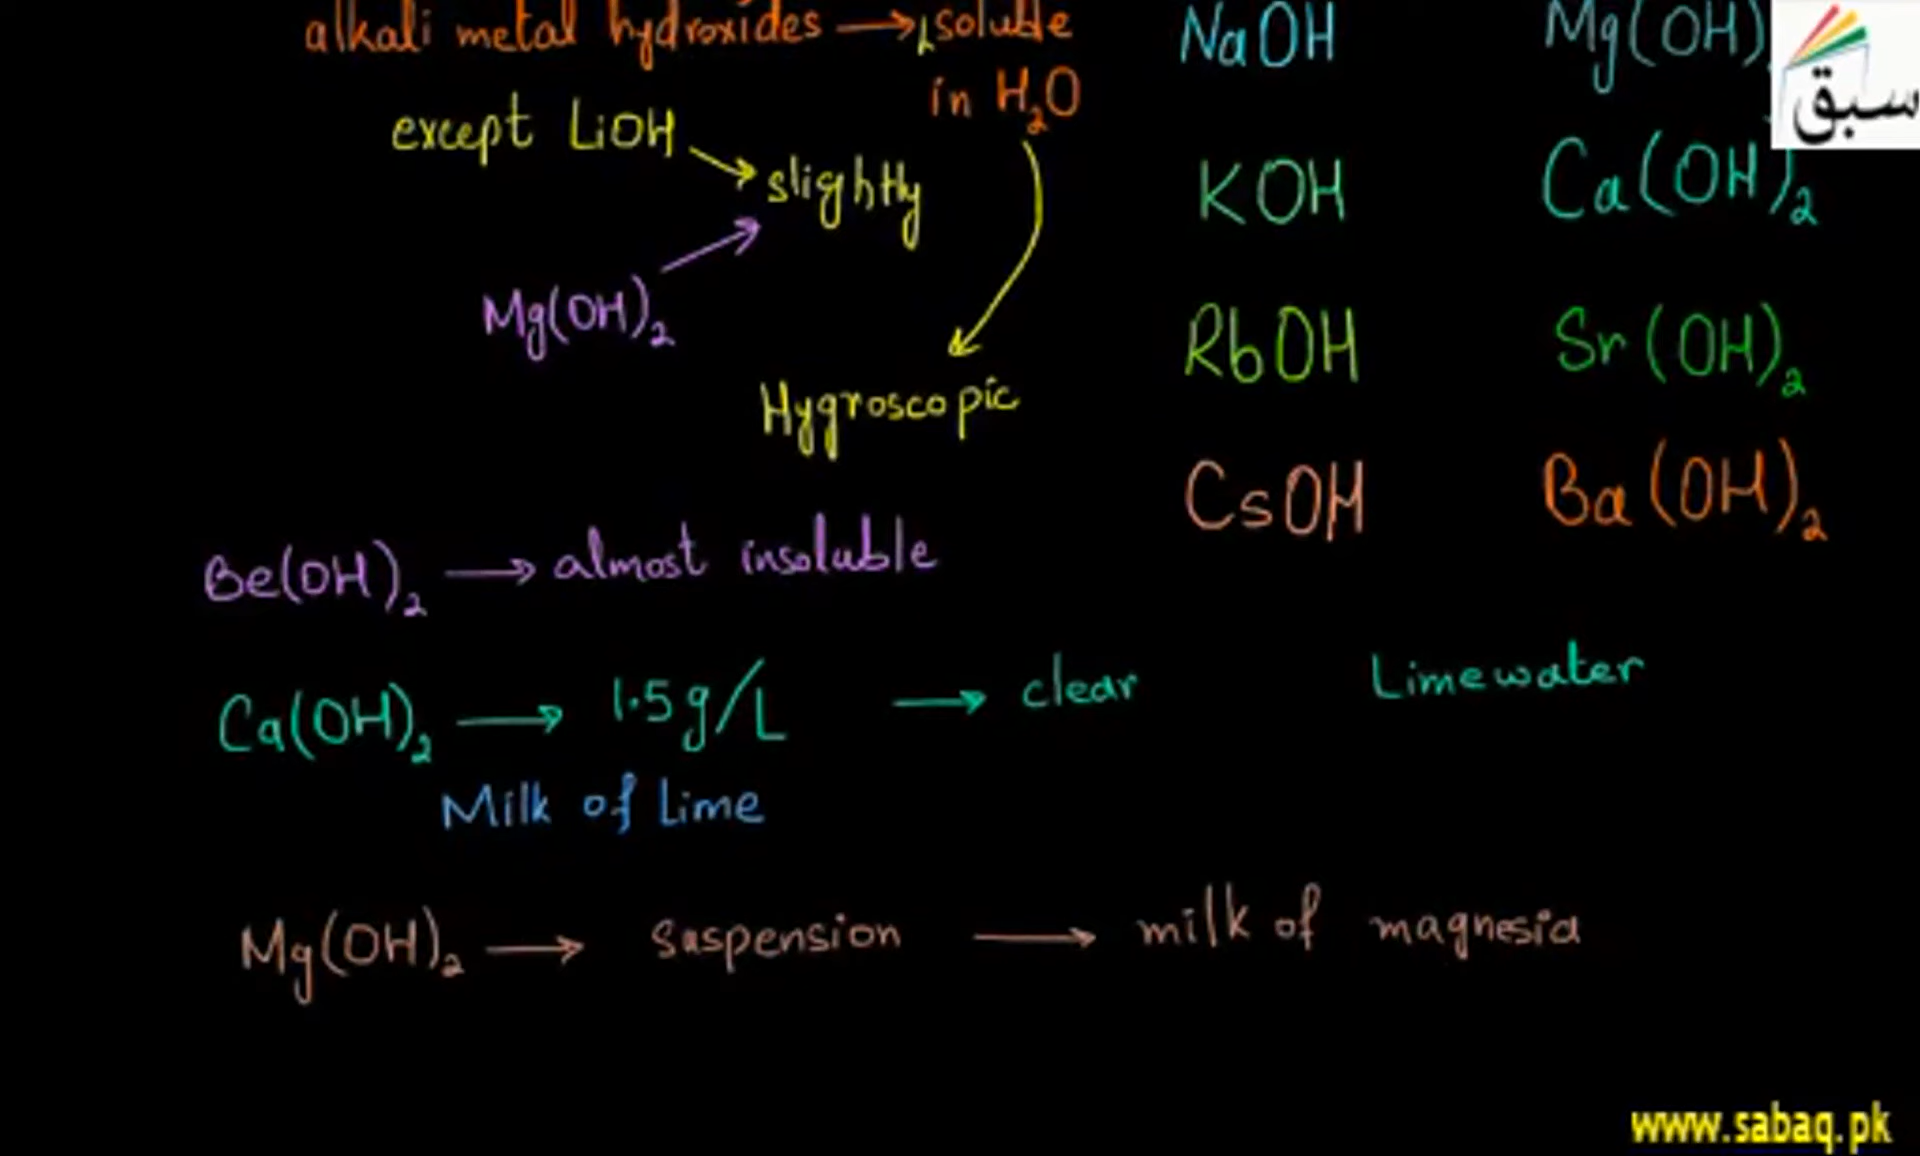 alkali metal hydroxides → soluble
in H₂O
except LiOH → slightly
Mg(OH)₂
Hygroscopic
NaOH
Mg(OH)
سبق
KOH
Ca(OH)₂
RbOH
Sr(OH)₂
CsOH
Ba(OH)₂
Be(OH)₂ → almost insoluble
Ca(OH)₂ → 1.5g/L → clear Limewater
Milk of Lime
Mg(OH)₂ → suspension → milk of magnesia
www.sabaq.pk